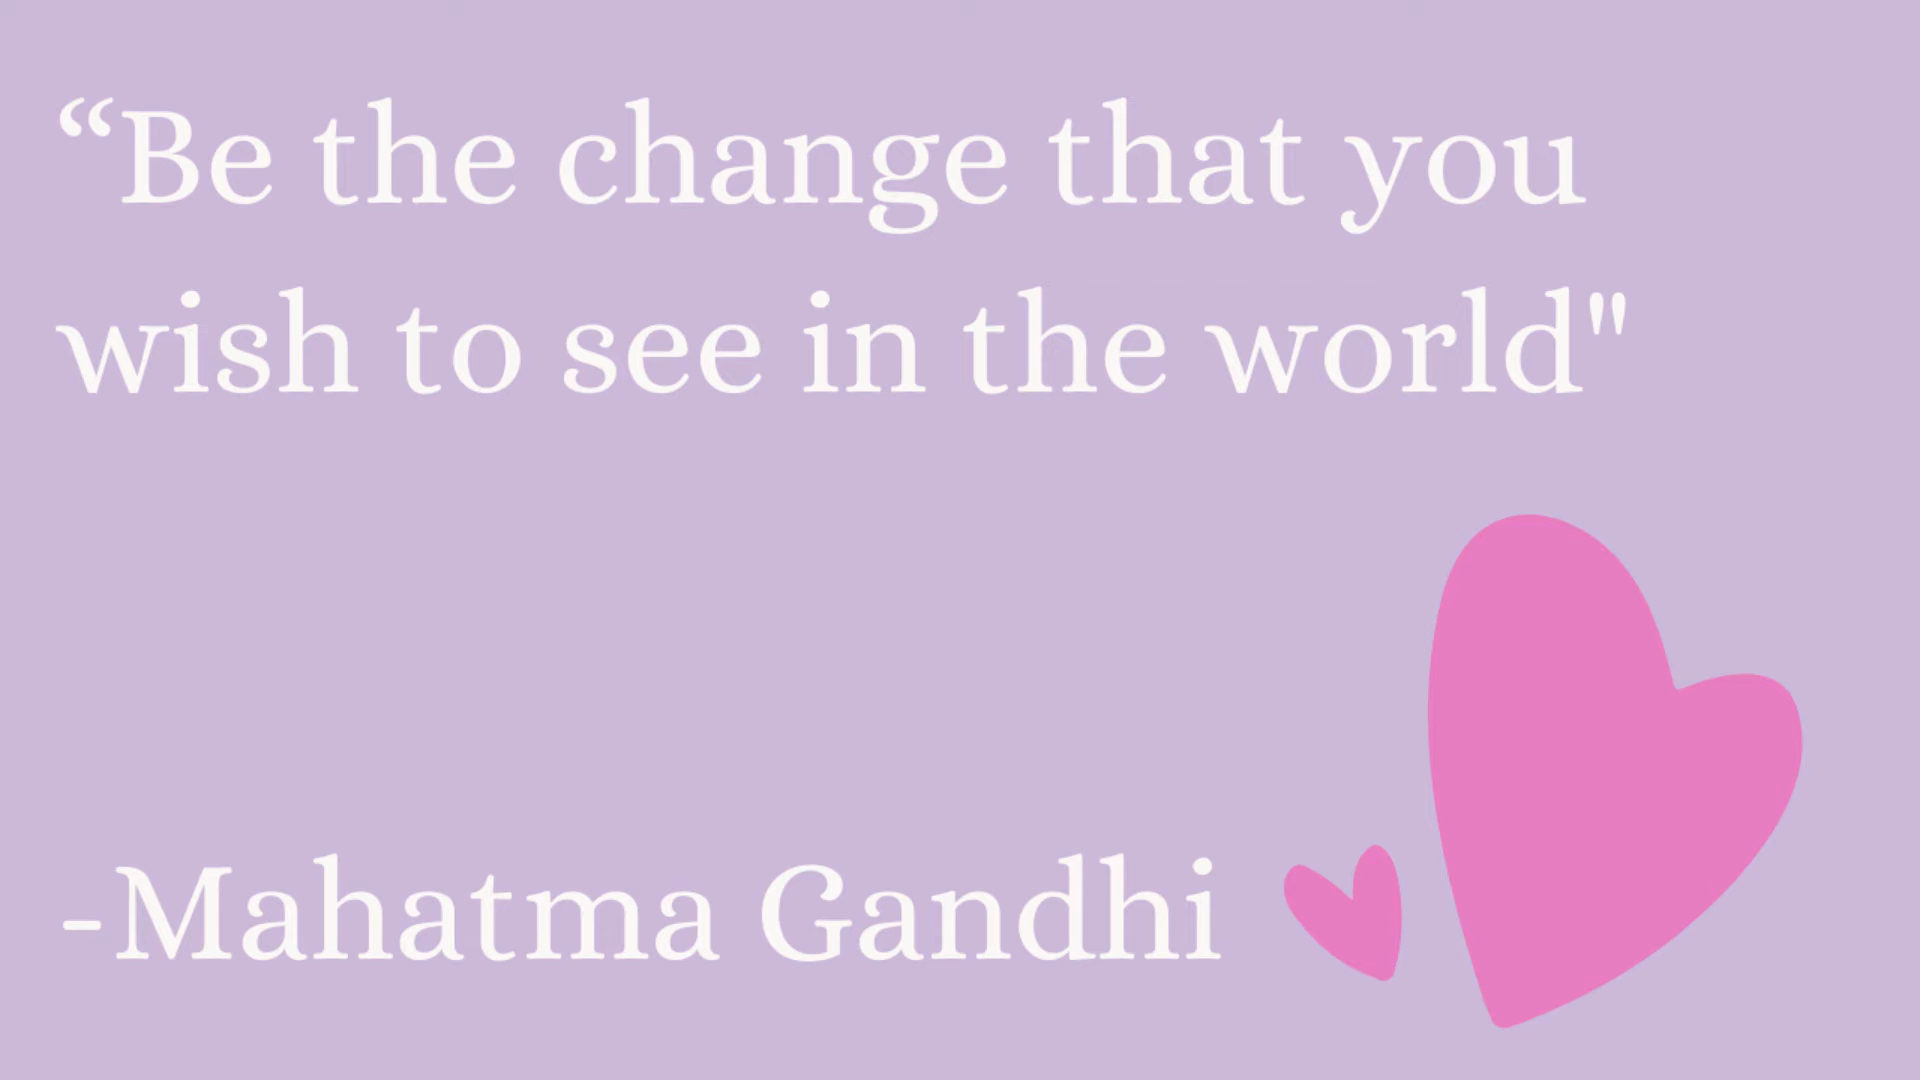 “Be the change that you
wish to see in the world"
-Mahatma Gandhi